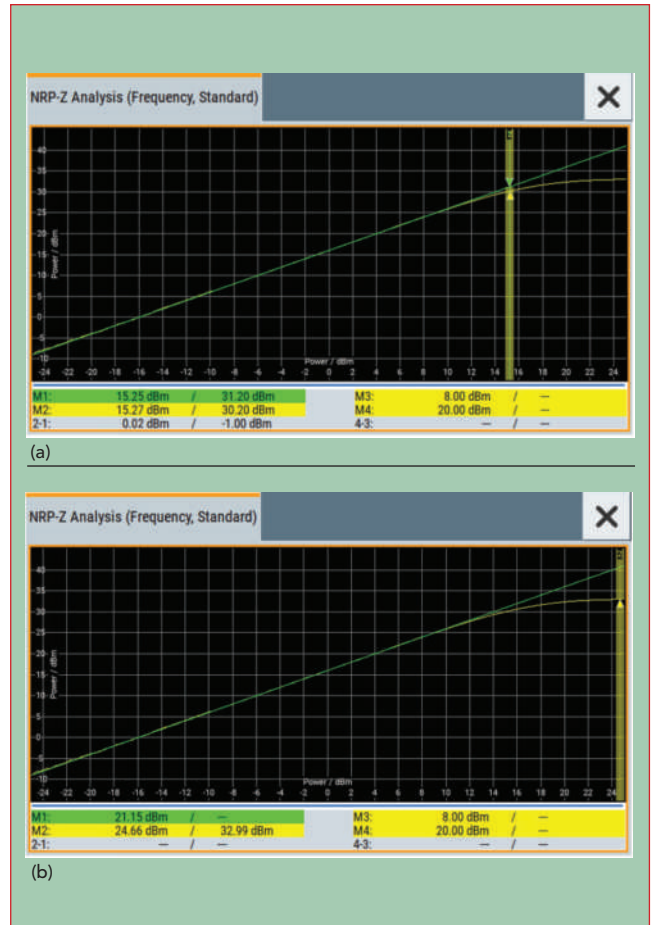 NRP-Z Analysis (Frequency, Standard)
40
35
30
25
20
15
10
5
0
-5
-10
Power / dBm
-24 -22 -20 -18 -16 -14 -12 -10 -8 -6 -4 -2 0 2 4 6 8 10 12 14 16 18 20 22 24
Power / dBm
M1: 15.25 dBm / 31.20 dBm M3: 8.00 dBm / —
M2: 15.27 dBm / 30.20 dBm M4: 20.00 dBm / —
2-1: 0.02 dBm / -1.00 dBm 4-3: — / —
(a)
NRP-Z Analysis (Frequency, Standard)
40
35
30
25
20
15
10
5
0
-5
-10
Power / dBm
-24 -22 -20 -18 -16 -14 -12 -10 -8 -6 -4 -2 0 2 4 6 8 10 12 14 16 18 20 22 24
Power / dBm
M1: 21.15 dBm / — M3: 8.00 dBm / —
M2: 24.66 dBm / 32.99 dBm M4: 20.00 dBm / —
2-1: — / — 4-3: — / —
(b)